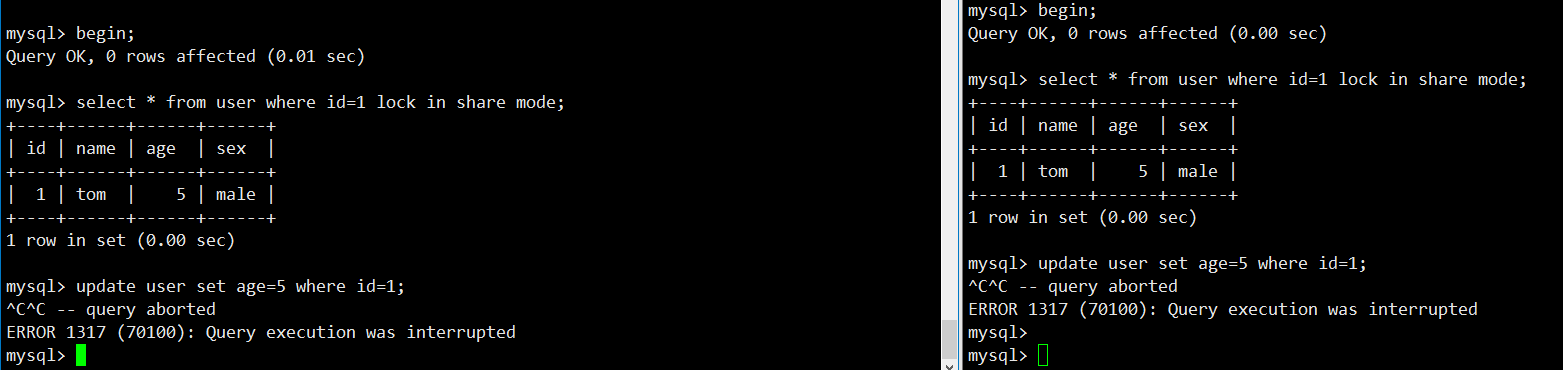 mysql> begin;
Query OK, 0 rows affected (0.01 sec)
mysql> select * from user where id=1 lock in share mode;
+----+------+------+------+
| id | name | age  | sex  |
+----+------+------+------+
|  1 | tom  |    5 | male |
+----+------+------+------+
1 row in set (0.00 sec)
mysql> update user set age=5 where id=1;
^C^C -- query aborted
ERROR 1317 (70100): Query execution was interrupted
mysql>
mysql> begin;
Query OK, 0 rows affected (0.00 sec)
mysql> select * from user where id=1 lock in share mode;
+----+------+------+------+
| id | name | age  | sex  |
+----+------+------+------+
|  1 | tom  |    5 | male |
+----+------+------+------+
1 row in set (0.00 sec)
mysql> update user set age=5 where id=1;
^C^C -- query aborted
ERROR 1317 (70100): Query execution was interrupted
mysql>
mysql>